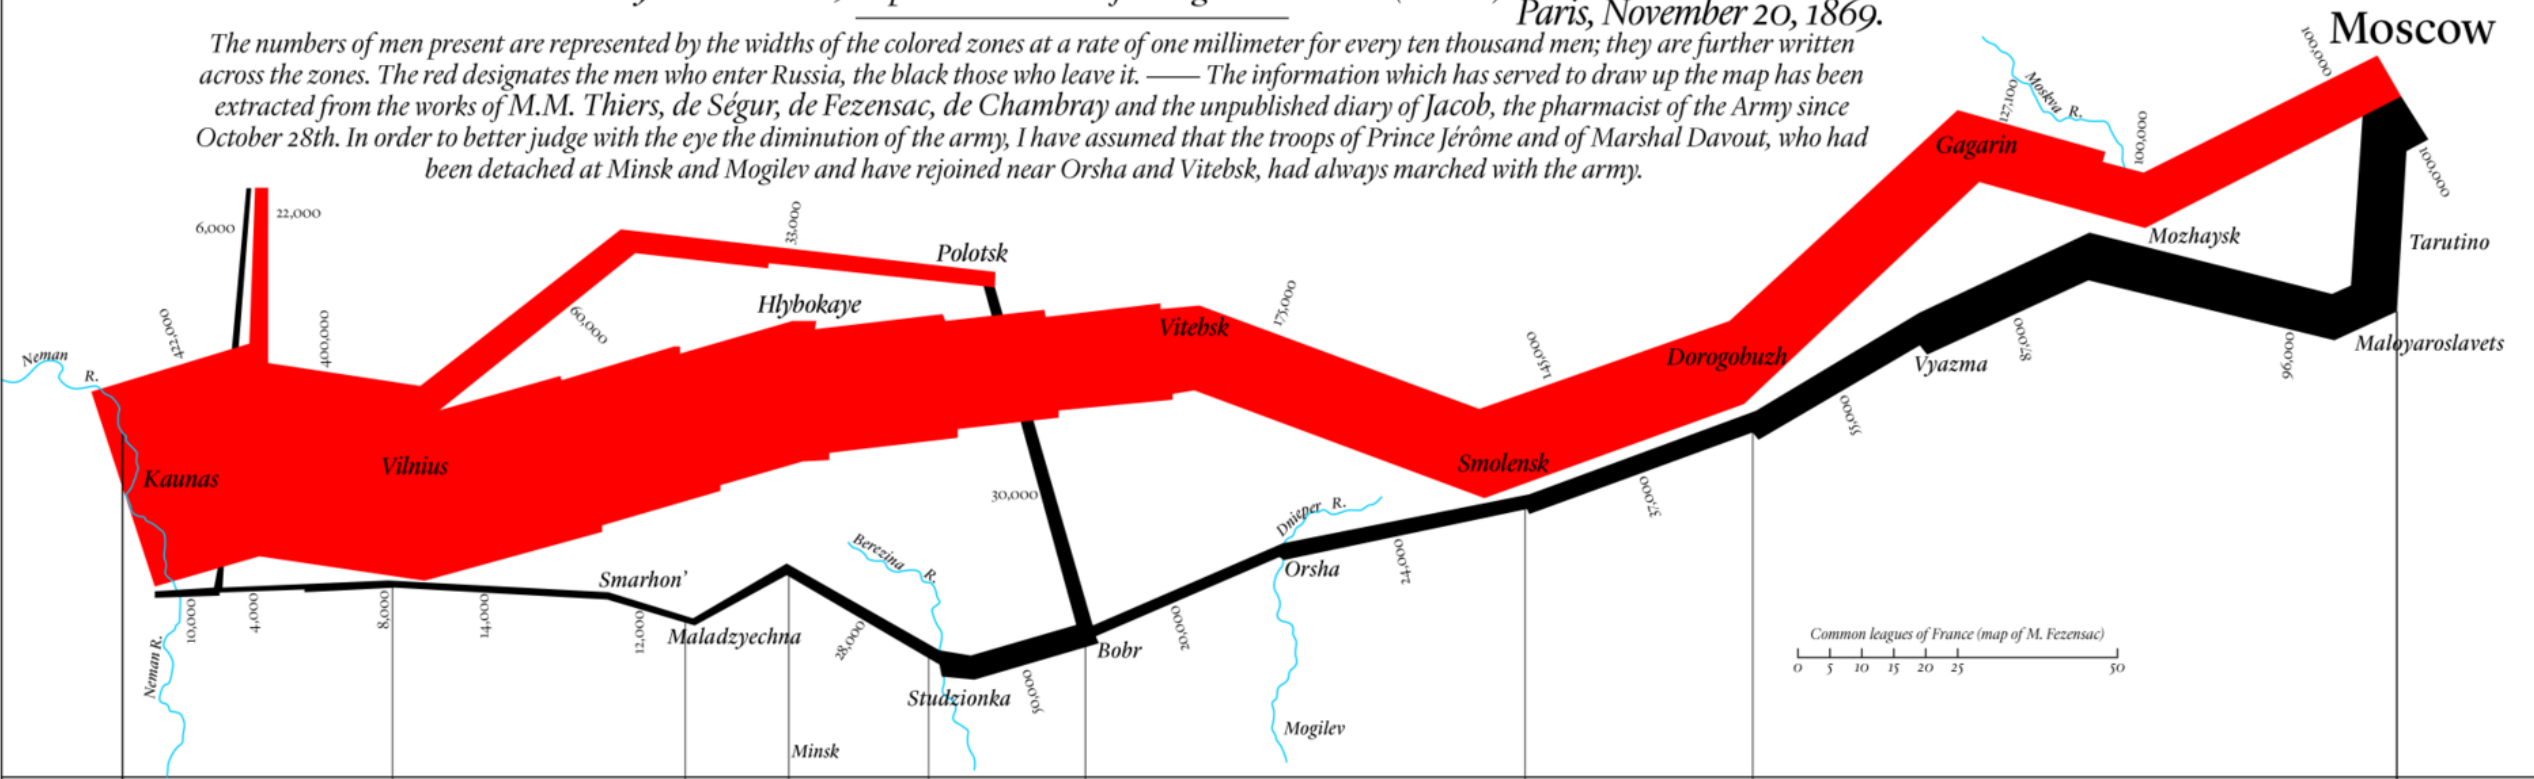 Paris, November 20, 1869.
Moscow
The numbers of men present are represented by the widths of the colored zones at a rate of one millimeter for every ten thousand men; they are further written
across the zones. The red designates the men who enter Russia, the black those who leave it. —— The information which has served to draw up the map has been
extracted from the works of M.M. Thiers, de Ségur, de Fezensac, de Chambray and the unpublished diary of Jacob, the pharmacist of the Army since
October 28th. In order to better judge with the eye the diminution of the army, I have assumed that the troops of Prince Jérôme and of Marshal Davout, who had
been detached at Minsk and Mogilev and have rejoined near Orsha and Vitebsk, had always marched with the army.
100,000
Moskva R.
127,100
100,000
Gagarin
100,000
6,000
22,000
33,000
Polotsk
Mozhaysk
Tarutino
Hlybokaye
175,000
422,000
400,000
60,000
Vitebsk
145,000
Dorogobuzh
Vyazma
87,000
96,000
Maloyaroslavets
Neman
R.
55,000
Kaunas
Vilnius
Smolensk
30,000
37,000
Dnieper R.
Berezina R.
Orsha
24,000
Smarhon’
10,000
4,000
8,000
14,000
12,000
Maladzyechna
28,000
Bobr
20,000
Common leagues of France (map of M. Fezensac)
0 5 10 15 20 25 50
Neman R.
Studzionka
50,000
Mogilev
Minsk